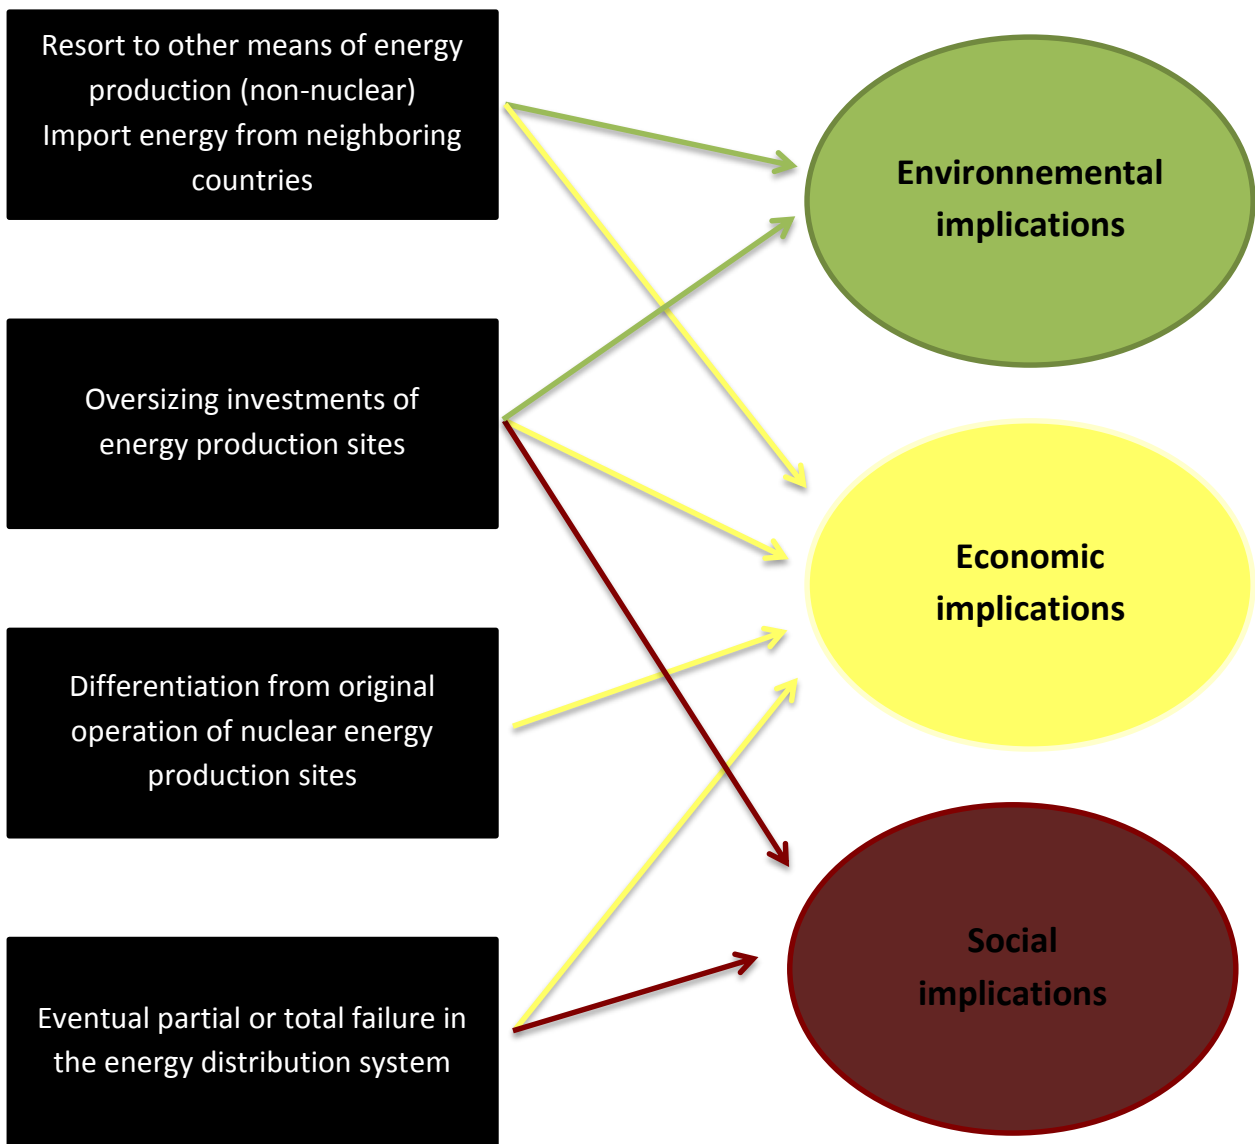 Resort to other means of energy
production (non-nuclear)
Import energy from neighboring
countries
Environnemental
implications
Oversizing investments of
energy production sites
Economic
implications
Differentiation from original
operation of nuclear energy
production sites
Social
implications
Eventual partial or total failure in
the energy distribution system